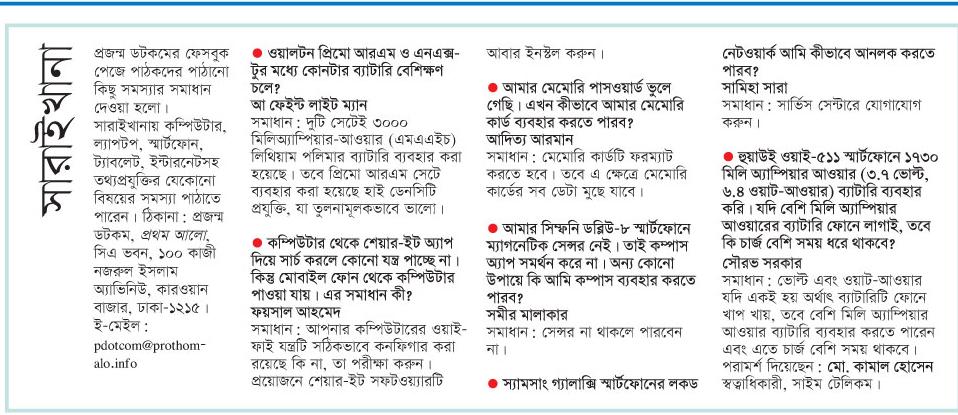 সারাইখানা
প্রজন্ম ডটকমের ফেসবুক
পেজে পাঠকদের পাঠানো
কিছু সমস্যার সমাধান
দেওয়া হলো।
সারাইখানায় কম্পিউটার,
ল্যাপটপ, স্মার্টফোন,
ট্যাবলেট, ইন্টারনেটসহ
তথ্যপ্রযুক্তির যেকোনো
বিষয়ের সমস্যা পাঠাতে
পারেন। ঠিকানা : প্রজন্ম
ডটকম, প্রথম আলো,
সিএ ভবন, ১০০ কাজী
নজরুল ইসলাম
অ্যাভিনিউ, কারওয়ান
বাজার, ঢাকা-১২১৫।
ই-মেইল :
pdotcom@prothom-
alo.info
● ওয়ালটন প্রিমো আরএম ও এনএক্স-
টুর মধ্যে কোনটার ব্যাটারি বেশিক্ষণ
চলে?
আ ফেইন্ট লাইট ম্যান
সমাধান : দুটি সেটেই ৩০০০
মিলিঅ্যাম্পিয়ার-আওয়ার (এমএএইচ)
লিথিয়াম পলিমার ব্যাটারি ব্যবহার করা
হয়েছে। তবে প্রিমো আরএম সেটে
ব্যবহার করা হয়েছে হাই ডেনসিটি
প্রযুক্তি, যা তুলনামূলকভাবে ভালো।
● কম্পিউটার থেকে শেয়ার-ইট অ্যাপ
দিয়ে সার্চ করলে কোনো যন্ত্র পাচ্ছে না।
কিন্তু মোবাইল ফোন থেকে কম্পিউটার
পাওয়া যায়। এর সমাধান কী?
ফয়সাল আহমেদ
সমাধান : আপনার কম্পিউটারের ওয়াই-
ফাই যন্ত্রটি সঠিকভাবে কনফিগার করা
রয়েছে কি না, তা পরীক্ষা করুন।
প্রয়োজনে শেয়ার-ইট সফটওয়্যারটি
আবার ইনস্টল করুন।
● আমার মেমোরি পাসওয়ার্ড ভুলে
গেছি। এখন কীভাবে আমার মেমোরি
কার্ড ব্যবহার করতে পারব?
আদিত্য আরমান
সমাধান : মেমোরি কার্ডটি ফরম্যাট
করতে হবে। তবে এ ক্ষেত্রে মেমোরি
কার্ডের সব ডেটা মুছে যাবে।
● আমার সিম্ফনি ডব্লিউ-৮ স্মার্টফোনে
ম্যাগনেটিক সেন্সর নেই। তাই কম্পাস
অ্যাপ সমর্থন করে না। অন্য কোনো
উপায়ে কি আমি কম্পাস ব্যবহার করতে
পারব?
সমীর মালাকার
সমাধান : সেন্সর না থাকলে পারবেন
না।
● স্যামসাং গ্যালাক্সি স্মার্টফোনের লকড
নেটওয়ার্ক আমি কীভাবে আনলক করতে
পারব?
সামিহা সারা
সমাধান : সার্ভিস সেন্টারে যোগাযোগ
করুন।
● হুয়াউই ওয়াই-৫১১ স্মার্টফোনে ১৭৩০
মিলি অ্যাম্পিয়ার আওয়ার (৩.৭ ভোল্ট,
৬.৪ ওয়াট-আওয়ার) ব্যাটারি ব্যবহার
করি। যদি বেশি মিলি অ্যাম্পিয়ার
আওয়ারের ব্যাটারি ফোনে লাগাই, তবে
কি চার্জ বেশি সময় ধরে থাকবে?
সৌরভ সরকার
সমাধান : ভোল্ট এবং ওয়াট-আওয়ার
যদি একই হয় অর্থাৎ ব্যাটারিটি ফোনে
খাপ খায়, তবে বেশি মিলি অ্যাম্পিয়ার
আওয়ার ব্যাটারি ব্যবহার করতে পারেন
এবং এতে চার্জ বেশি সময় থাকবে।
পরামর্শ দিয়েছেন : মো. কামাল হোসেন
স্বত্বাধিকারী, সাইম টেলিকম।